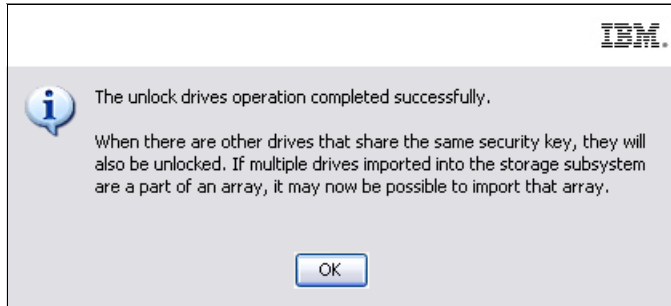 IBM.
The unlock drives operation completed successfully.
When there are other drives that share the same security key, they will
also be unlocked. If multiple drives imported into the storage subsystem
are a part of an array, it may now be possible to import that array.
OK